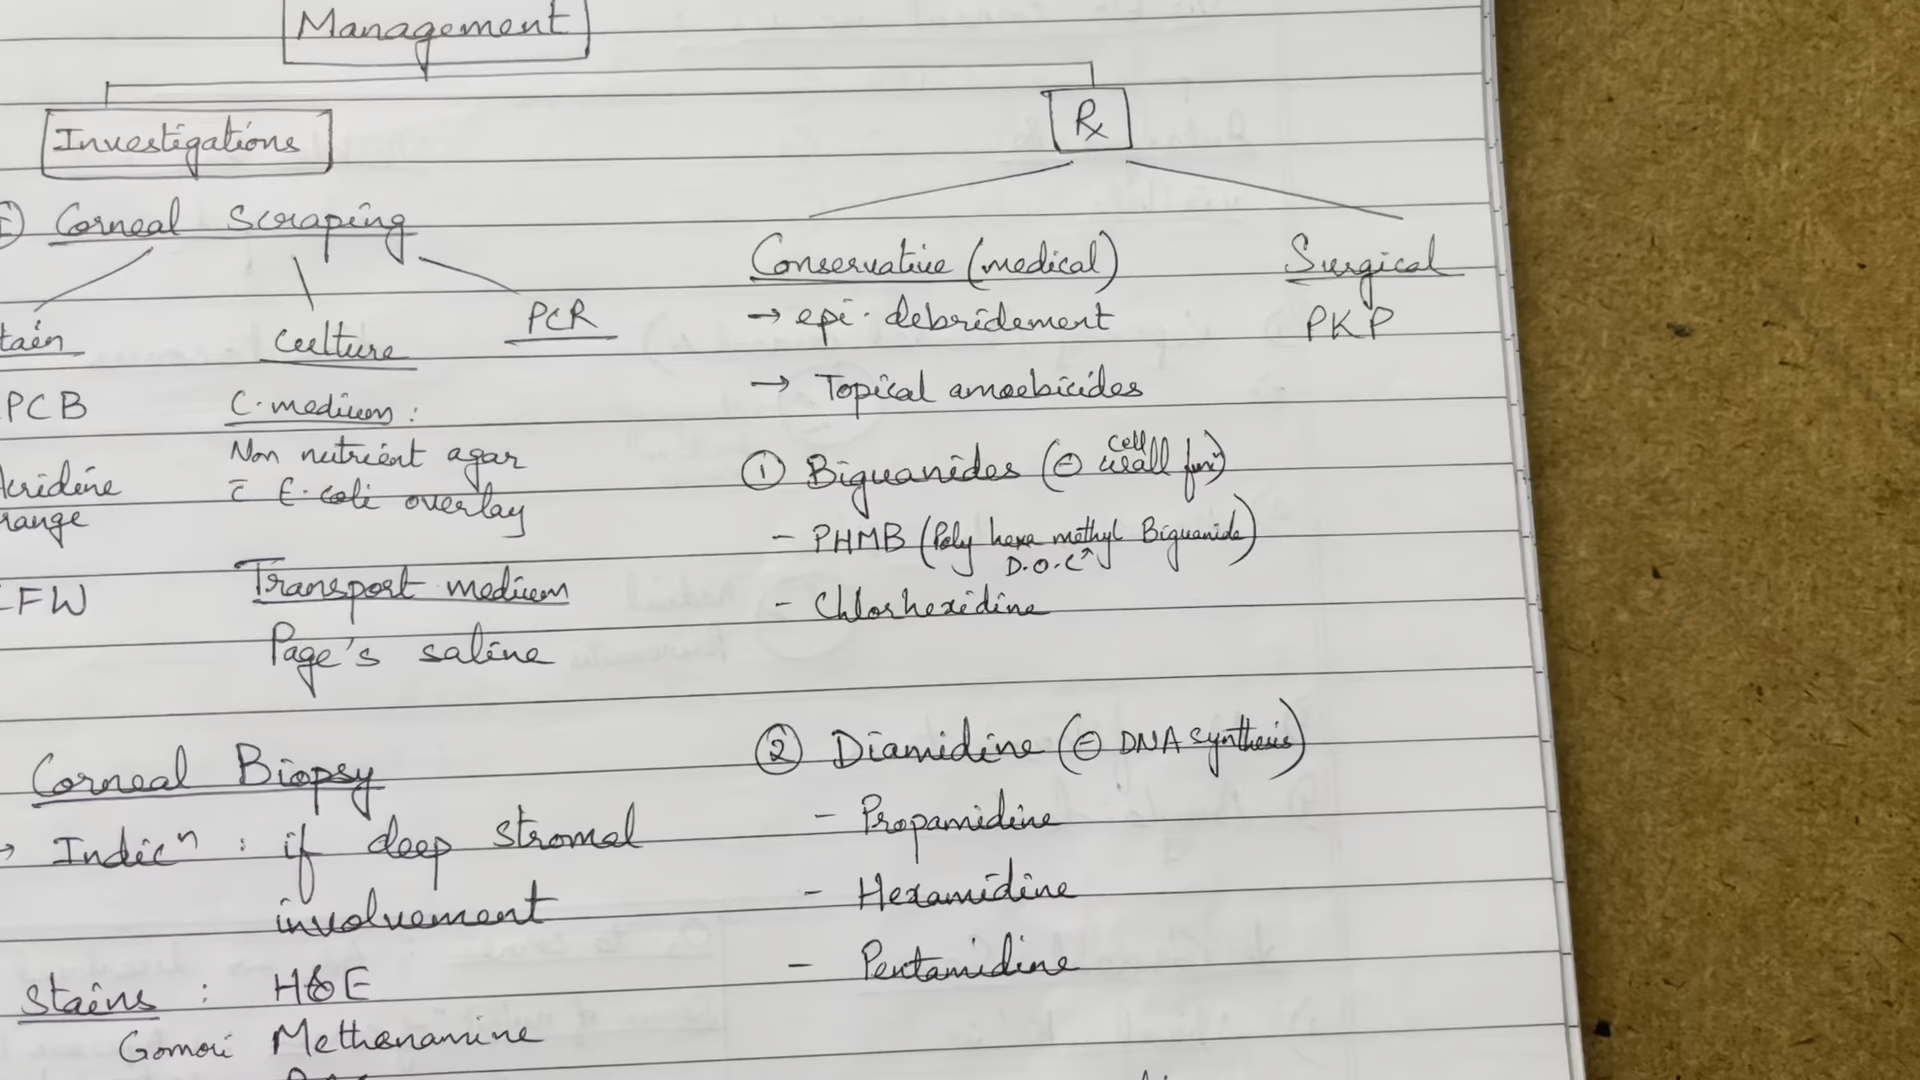 Management
Investigations
Rx
Corneal Scraping
culture
PCR
PCB
C. medium :
Non nutrient agar
c̄ E. coli overlay
FW
Transport medium
Page's saline
Corneal Biopsy
→ Indicⁿ : if deep stromal
involvement
Stains : H&E
Gomori Methenamine
Conservative (medical)
→ epi. debridement
→ Topical amoebicides
① Biguanides (⊖ cell wall funⁿ)
- PHMB (Poly hexa methyl Biguanide)
D.O.C↑
- Chlorhexidine
② Diamidine (⊖ DNA synthesis)
- Propamidine
- Hexamidine
- Pentamidine
Surgical
PKP